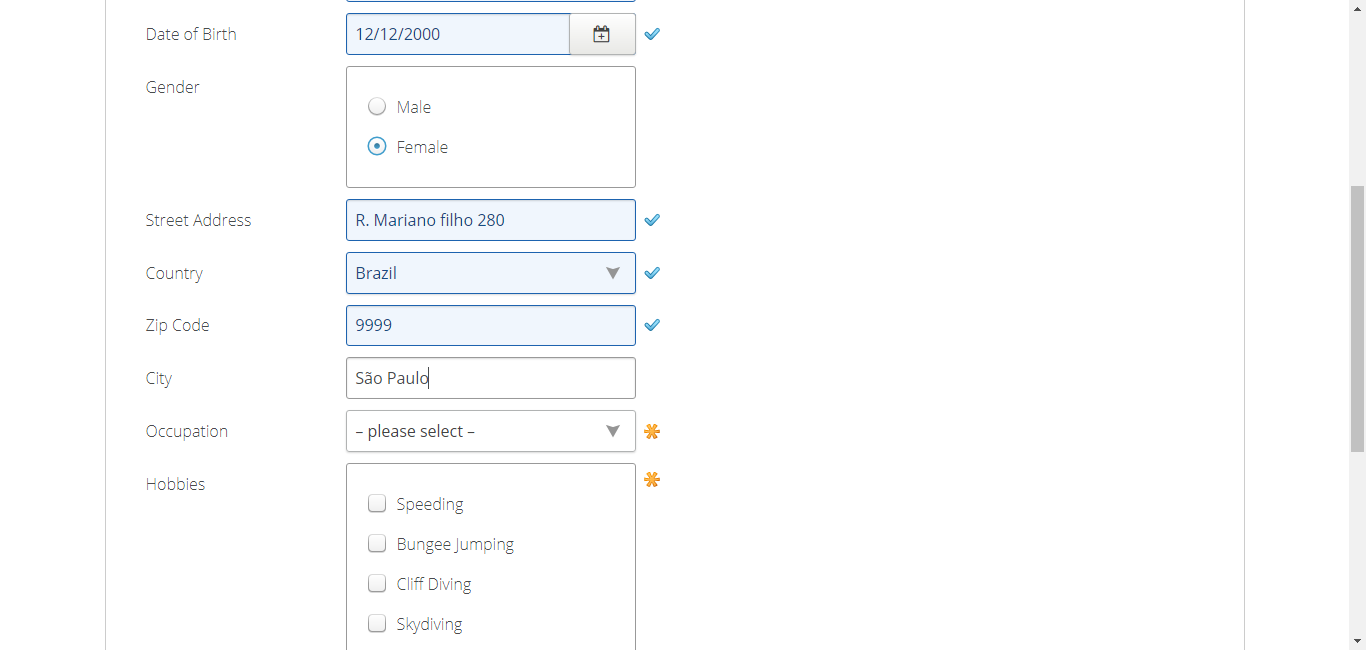 Date of Birth 12/12/2000
Gender
Male
Female
Street Address R. Mariano filho 280
Country Brazil
Zip Code 9999
City São Paulo
Occupation – please select –
Hobbies
Speeding
Bungee Jumping
Cliff Diving
Skydiving